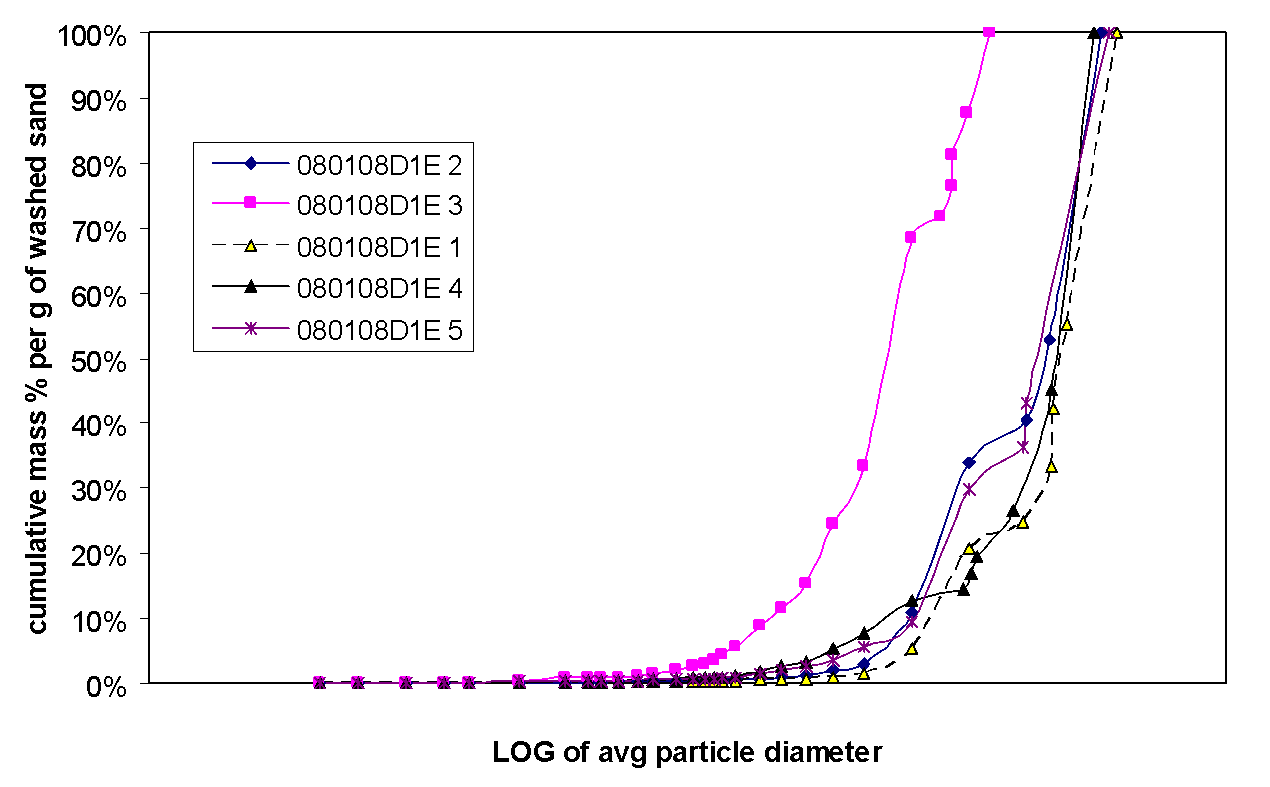 cumulative mass % per g of washed sand
100%
90%
80%
70%
60%
50%
40%
30%
20%
10%
0%
080108D1E 2
080108D1E 3
080108D1E 1
080108D1E 4
080108D1E 5
LOG of avg particle diameter